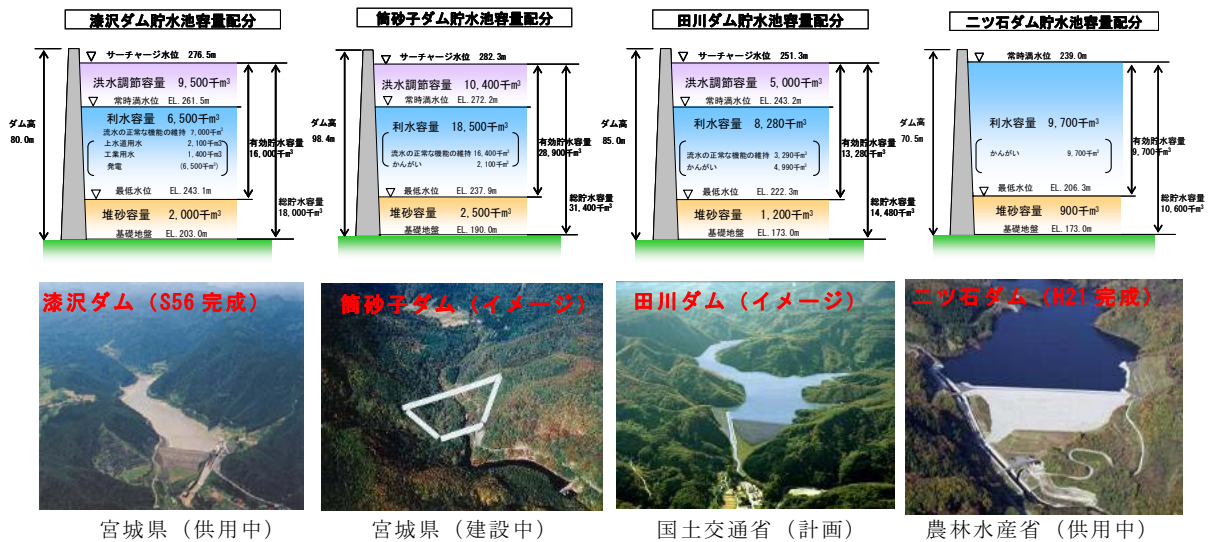 漆沢ダム貯水池容量配分
サーチャージ水位 276.5m
洪水調節容量 9,500千m³
常時満水位 EL. 261.5m
ダム高
80.0m
利水容量 6,500千m³
流水の正常な機能の維持 7,000千m³
上水道用水 2,100千m3
工業用水 1,400千m3
発電 (6,500千m³)
有効貯水容量
16,000千m³
最低水位 EL. 243.1m
総貯水容量
18,000千m³
堆砂容量 2,000千m³
基礎地盤 EL. 203.0m
筒砂子ダム貯水池容量配分
サーチャージ水位 282.3m
洪水調節容量 10,400千m³
常時満水位 EL. 272.2m
ダム高
98.4m
利水容量 18,500千m³
流水の正常な機能の維持 16,400千m³
かんがい 2,100千m³
有効貯水容量
28,900千m³
最低水位 EL. 237.9m
総貯水容量
31,400千m³
堆砂容量 2,500千m³
基礎地盤 EL. 190.0m
田川ダム貯水池容量配分
サーチャージ水位 251.3m
洪水調節容量 5,000千m³
常時満水位 EL. 243.2m
ダム高
85.0m
利水容量 8,280千m³
流水の正常な機能の維持 3,290千m³
かんがい 4,990千m³
有効貯水容量
13,280千m³
最低水位 EL. 222.3m
総貯水容量
14,480千m³
堆砂容量 1,200千m³
基礎地盤 EL. 173.0m
二ツ石ダム貯水池容量配分
常時満水位 239.0m
ダム高
70.5m
利水容量 9,700千m³
かんがい 9,700千m³
有効貯水容量
9,700千m³
最低水位 EL. 206.3m
総貯水容量
10,600千m³
堆砂容量 900千m³
基礎地盤 EL. 173.0m
漆沢ダム（S56 完成）
筒砂子ダム（イメージ）
田川ダム（イメージ）
二ツ石ダム（H21 完成）
宮城県（供用中）
宮城県（建設中）
国土交通省（計画）
農林水産省（供用中）